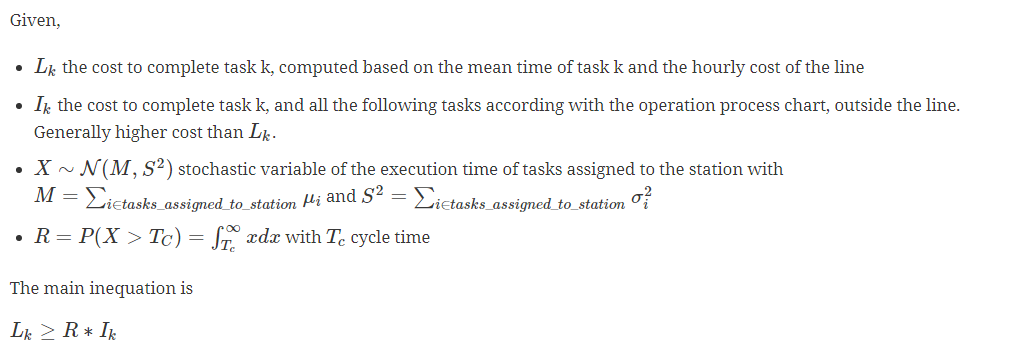 Given,
• $L_k$ the cost to complete task k, computed based on the mean time of task k and the hourly cost of the line
• $I_k$ the cost to complete task k, and all the following tasks according with the operation process chart, outside the line.
Generally higher cost than $L_k$.
• $X \sim \mathcal{N}(M, S^2)$ stochastic variable of the execution time of tasks assigned to the station with
$M = \sum_{i \in tasks\_assigned\_to\_station} \mu_i$ and $S^2 = \sum_{i \in tasks\_assigned\_to\_station} \sigma_i^2$
• $R = P(X > T_C) = \int_{T_c}^{\infty} x dx$ with $T_c$ cycle time
The main inequation is
$L_k \geq R * I_k$